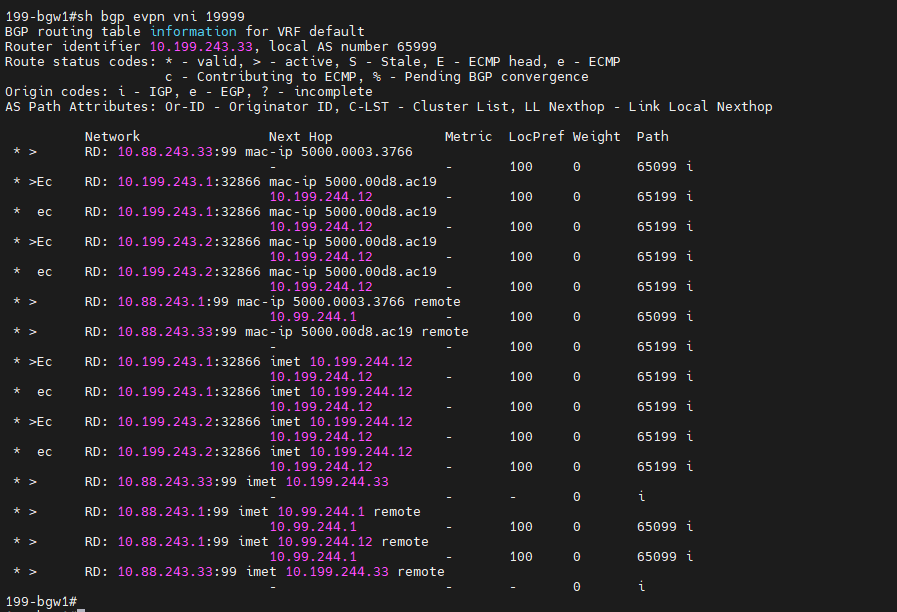 199-bgw1#sh bgp evpn vni 19999
BGP routing table information for VRF default
Router identifier 10.199.243.33, local AS number 65999
Route status codes: * - valid, > - active, S - Stale, E - ECMP head, e - ECMP
c - Contributing to ECMP, % - Pending BGP convergence
Origin codes: i - IGP, e - EGP, ? - incomplete
AS Path Attributes: Or-ID - Originator ID, C-LST - Cluster List, LL Nexthop - Link Local Nexthop
Network Next Hop Metric LocPref Weight Path
* > RD: 10.88.243.33:99 mac-ip 5000.0003.3766
- - 100 0 65099 i
* >Ec RD: 10.199.243.1:32866 mac-ip 5000.00d8.ac19
10.199.244.12 - 100 0 65199 i
* ec RD: 10.199.243.1:32866 mac-ip 5000.00d8.ac19
10.199.244.12 - 100 0 65199 i
* >Ec RD: 10.199.243.2:32866 mac-ip 5000.00d8.ac19
10.199.244.12 - 100 0 65199 i
* ec RD: 10.199.243.2:32866 mac-ip 5000.00d8.ac19
10.199.244.12 - 100 0 65199 i
* > RD: 10.88.243.1:99 mac-ip 5000.0003.3766 remote
10.99.244.1 - 100 0 65099 i
* > RD: 10.88.243.33:99 mac-ip 5000.00d8.ac19 remote
- - 100 0 65199 i
* >Ec RD: 10.199.243.1:32866 imet 10.199.244.12
10.199.244.12 - 100 0 65199 i
* ec RD: 10.199.243.1:32866 imet 10.199.244.12
10.199.244.12 - 100 0 65199 i
* >Ec RD: 10.199.243.2:32866 imet 10.199.244.12
10.199.244.12 - 100 0 65199 i
* ec RD: 10.199.243.2:32866 imet 10.199.244.12
10.199.244.12 - 100 0 65199 i
* > RD: 10.88.243.33:99 imet 10.199.244.33
- - - 0 i
* > RD: 10.88.243.1:99 imet 10.99.244.1 remote
10.99.244.1 - 100 0 65099 i
* > RD: 10.88.243.1:99 imet 10.99.244.12 remote
10.99.244.1 - 100 0 65099 i
* > RD: 10.88.243.33:99 imet 10.199.244.33 remote
- - - 0 i
199-bgw1#